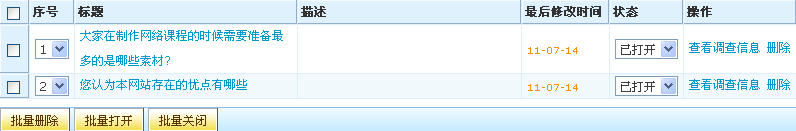 序号 标题 描述 最后修改时间 状态 操作
1 大家在制作网络课程的时候需要准备最多的是哪些素材? 11-07-14 已打开 查看调查信息 删除
2 您认为本网站存在的优点有哪些 11-07-14 已打开 查看调查信息 删除
批量删除 批量打开 批量关闭